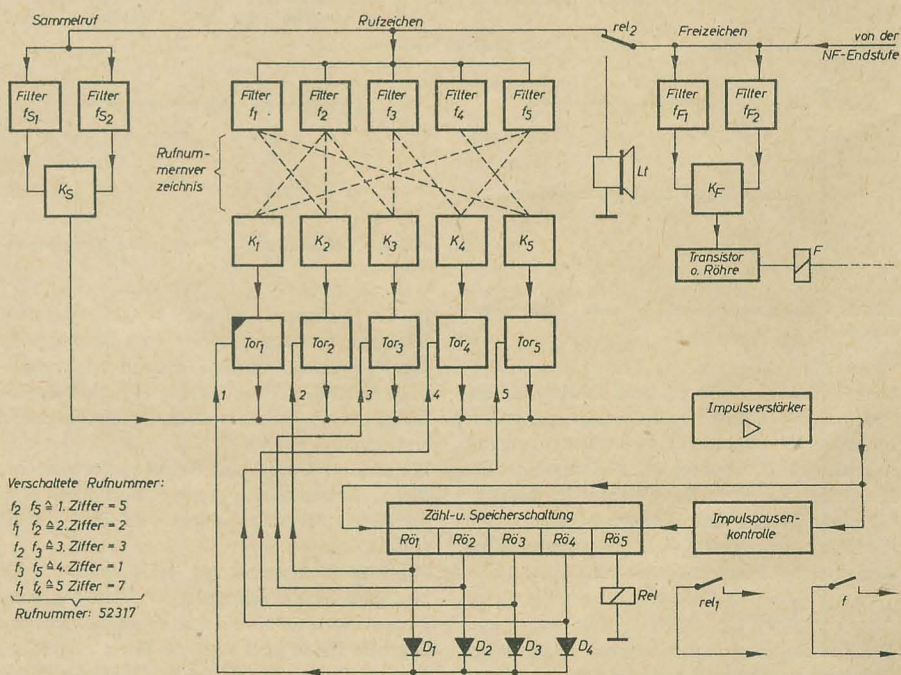 Sammelruf
Rufzeichen
rel2
Freizeichen
von der
NF-Endstufe
Filter
fS1
Filter
fS2
Filter
f1
Filter
f2
Filter
f3
Filter
f4
Filter
f5
Filter
fF1
Filter
fF2
Rufnum-
mernver
zeichnis
Lt
KS
KF
K1
K2
K3
K4
K5
Transistor
o. Röhre
F
Tor1
Tor2
Tor3
Tor4
Tor5
1
2
3
4
5
Impulsverstärker
Verschaltete Rufnummer:
f2 f5 ≙ 1. Ziffer = 5
f1 f2 ≙ 2. Ziffer = 2
f2 f3 ≙ 3. Ziffer = 3
f3 f5 ≙ 4. Ziffer = 1
f1 f4 ≙ 5 Ziffer = 7
Rufnummer: 52317
Zähl-u. Speicherschaltung
Rö1 Rö2 Rö3 Rö4 Rö5
Impulspausen-
kontrolle
Rel
rel1
f
D1
D2
D3
D4